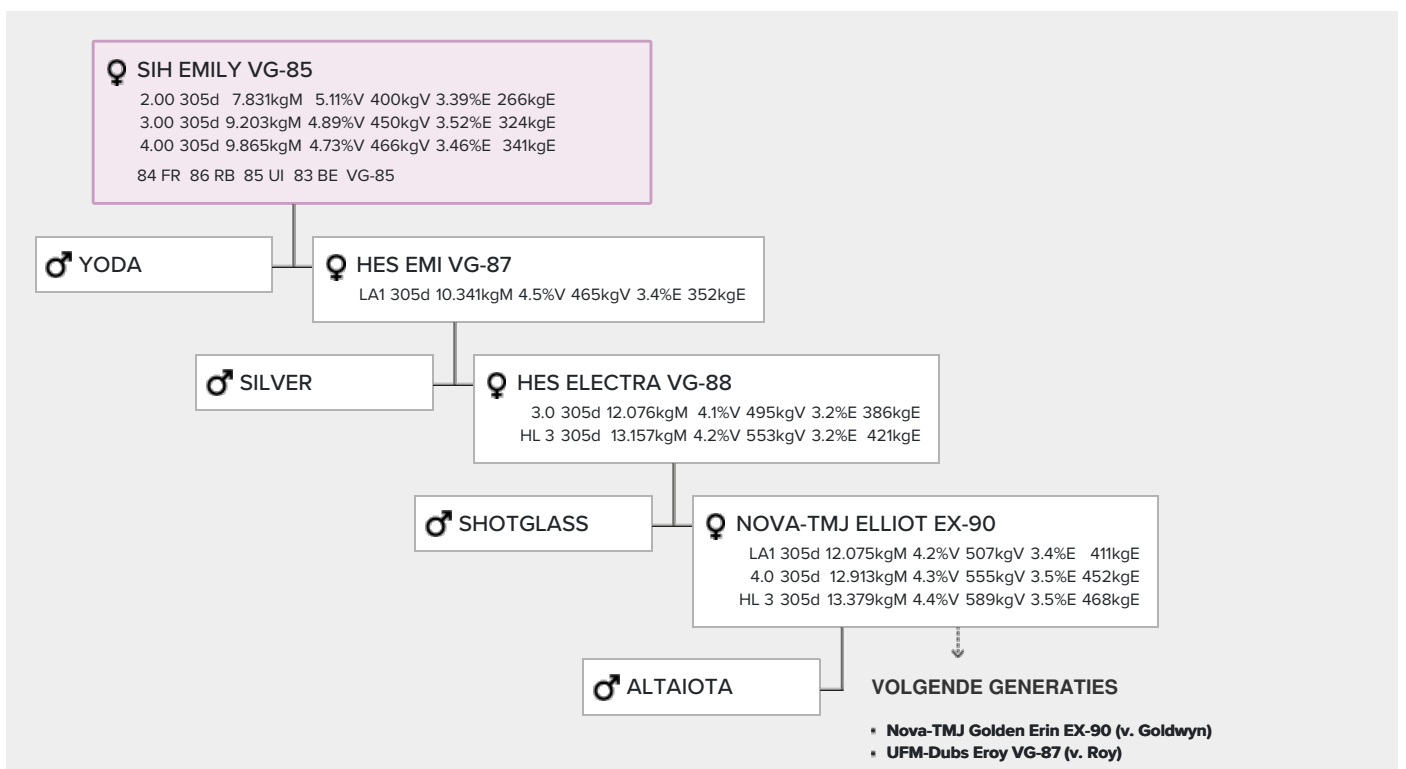 SIH EMILY VG-85
2.00 305d 7.831kgM 5.11%V 400kgV 3.39%E 266kgE
3.00 305d 9.203kgM 4.89%V 450kgV 3.52%E 324kgE
4.00 305d 9.865kgM 4.73%V 466kgV 3.46%E 341kgE
84 FR 86 RB 85 UI 83 BE VG-85
YODA
HES EMI VG-87
LA1 305d 10.341kgM 4.5%V 465kgV 3.4%E 352kgE
SILVER
HES ELECTRA VG-88
3.0 305d 12.076kgM 4.1%V 495kgV 3.2%E 386kgE
HL 3 305d 13.157kgM 4.2%V 553kgV 3.2%E 421kgE
SHOTGLASS
NOVA-TMJ ELLIOT EX-90
LA1 305d 12.075kgM 4.2%V 507kgV 3.4%E 411kgE
4.0 305d 12.913kgM 4.3%V 555kgV 3.5%E 452kgE
HL 3 305d 13.379kgM 4.4%V 589kgV 3.5%E 468kgE
ALTAIOTA
VOLGENDE GENERATIES
▪ Nova-TMJ Golden Erin EX-90 (v. Goldwyn)
▪ UFM-Dubs Eroy VG-87 (v. Roy)